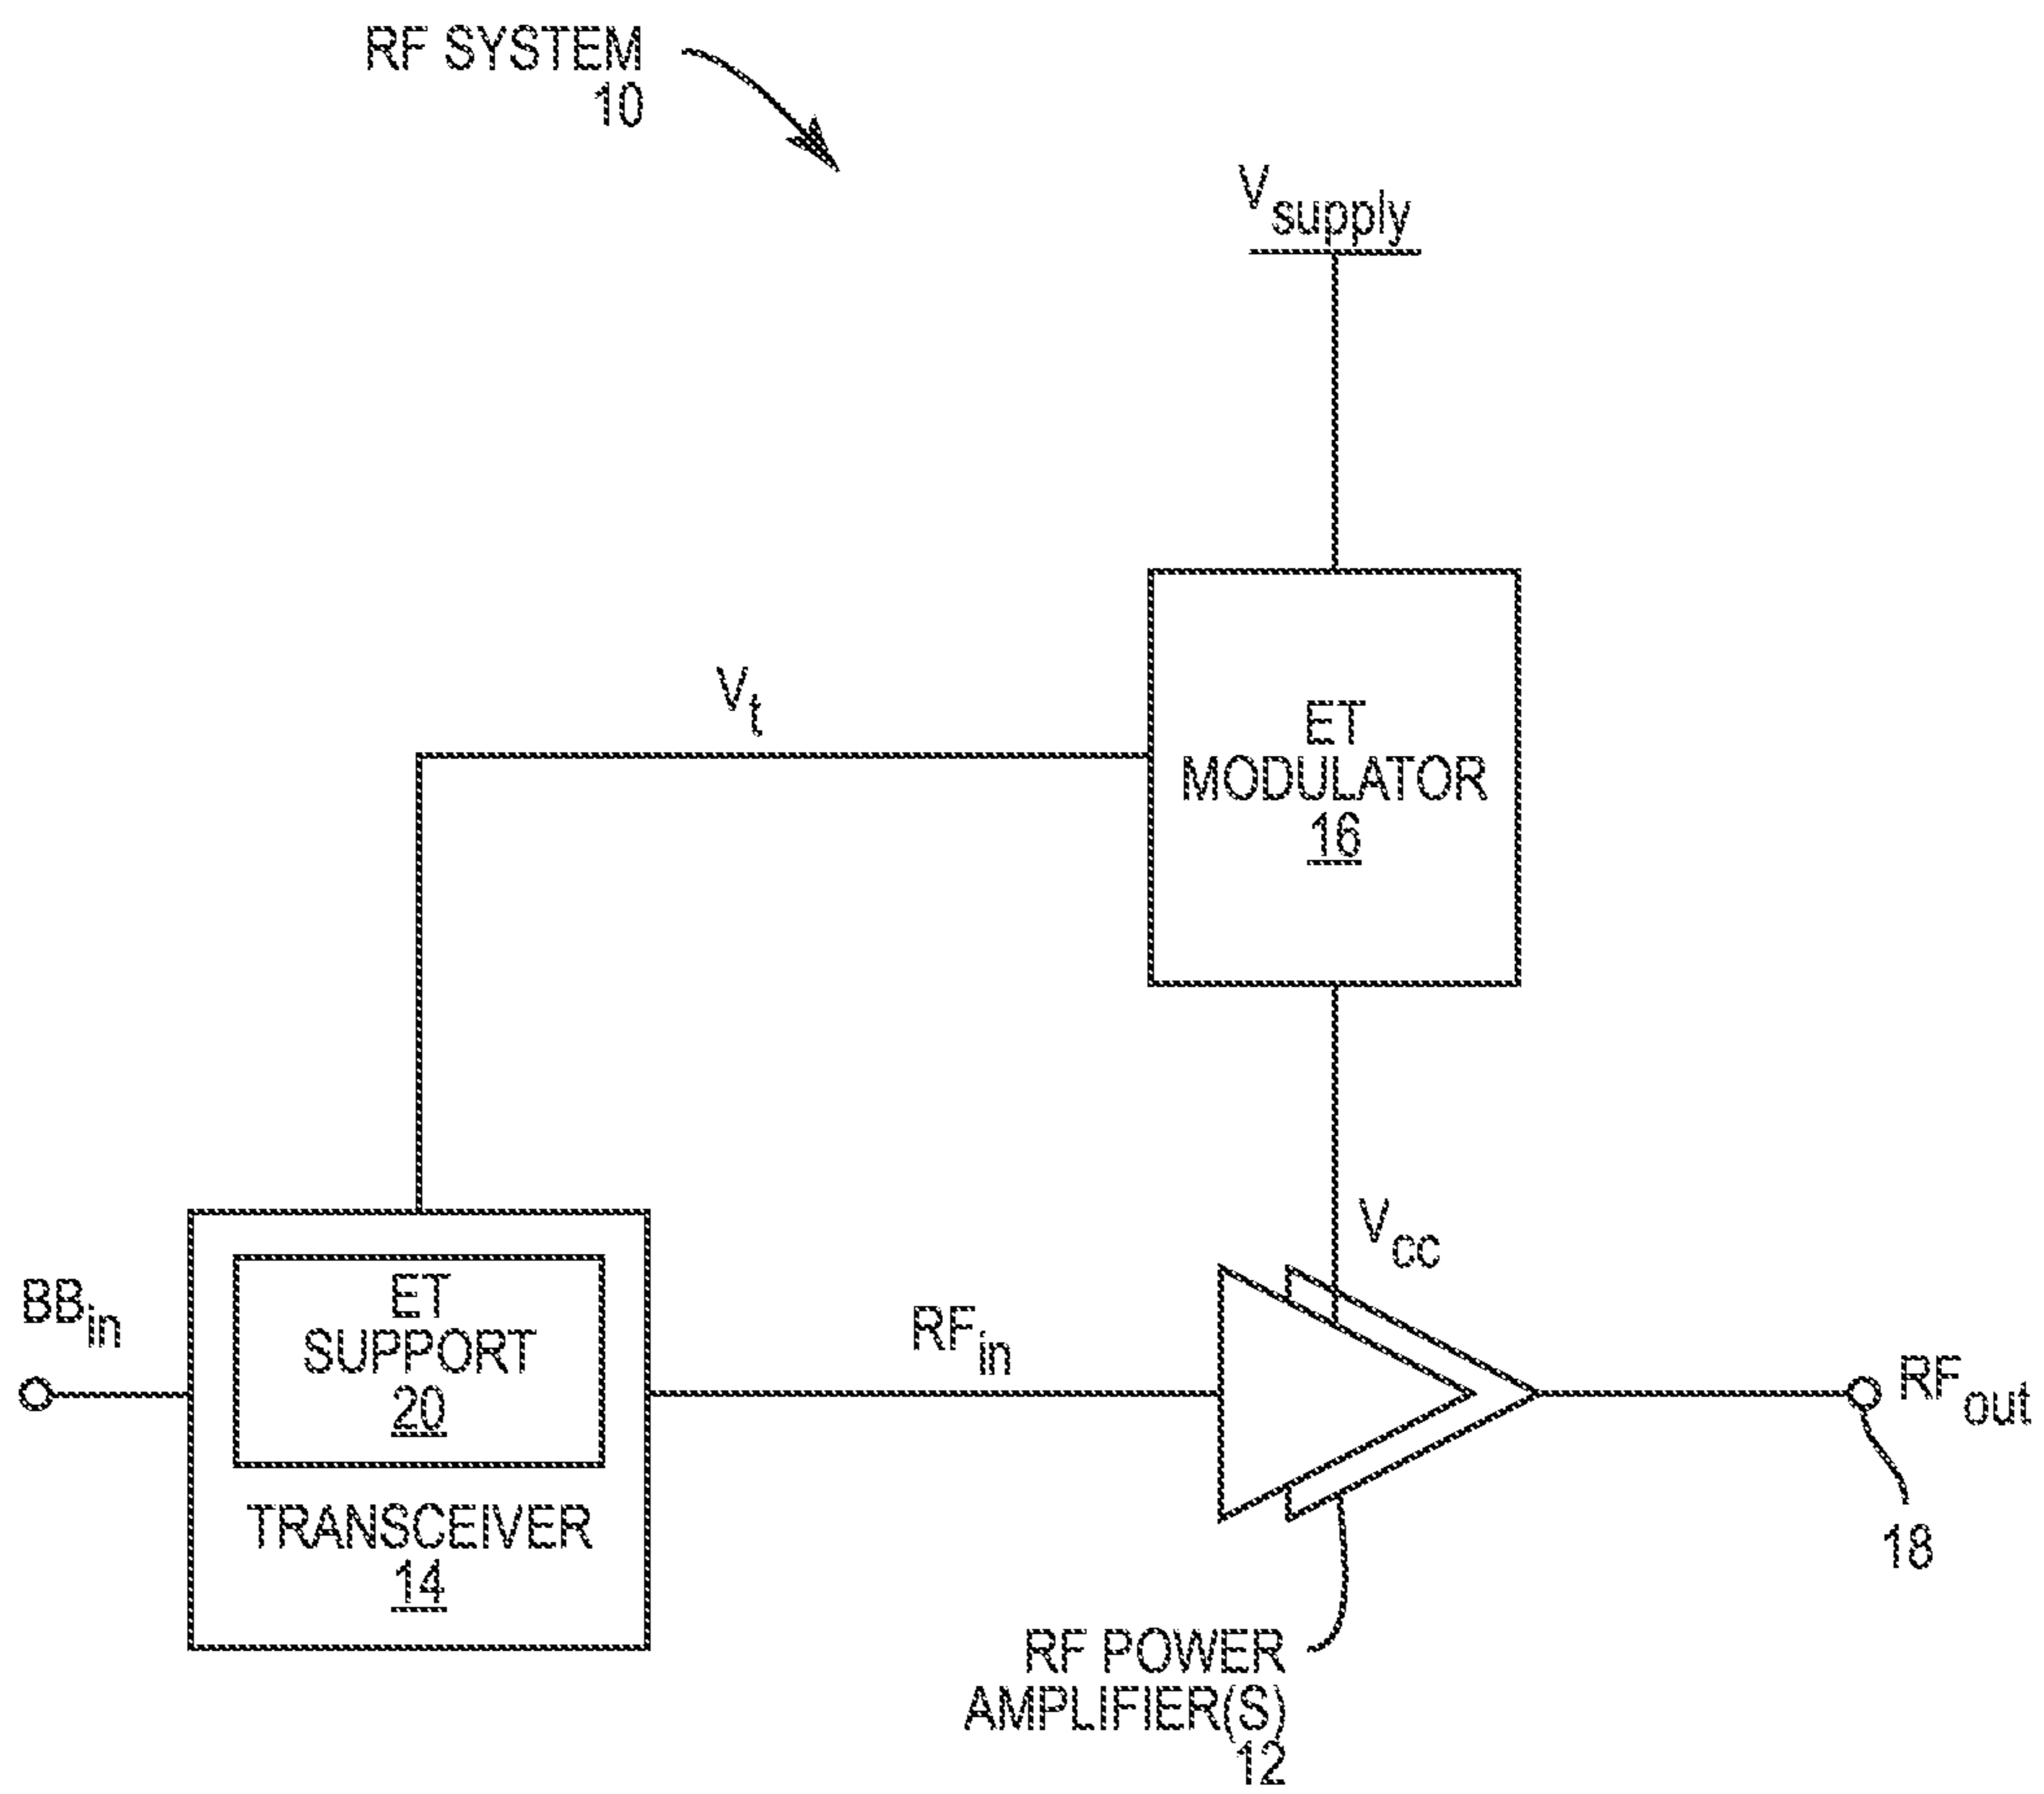 RF SYSTEM
10
Vsupply
Vt
ET
MODULATOR
16
Vcc
BBin
ET
SUPPORT
20
TRANSCEIVER
14
RFin
RFout
18
RF POWER
AMPLIFIER(S)
12